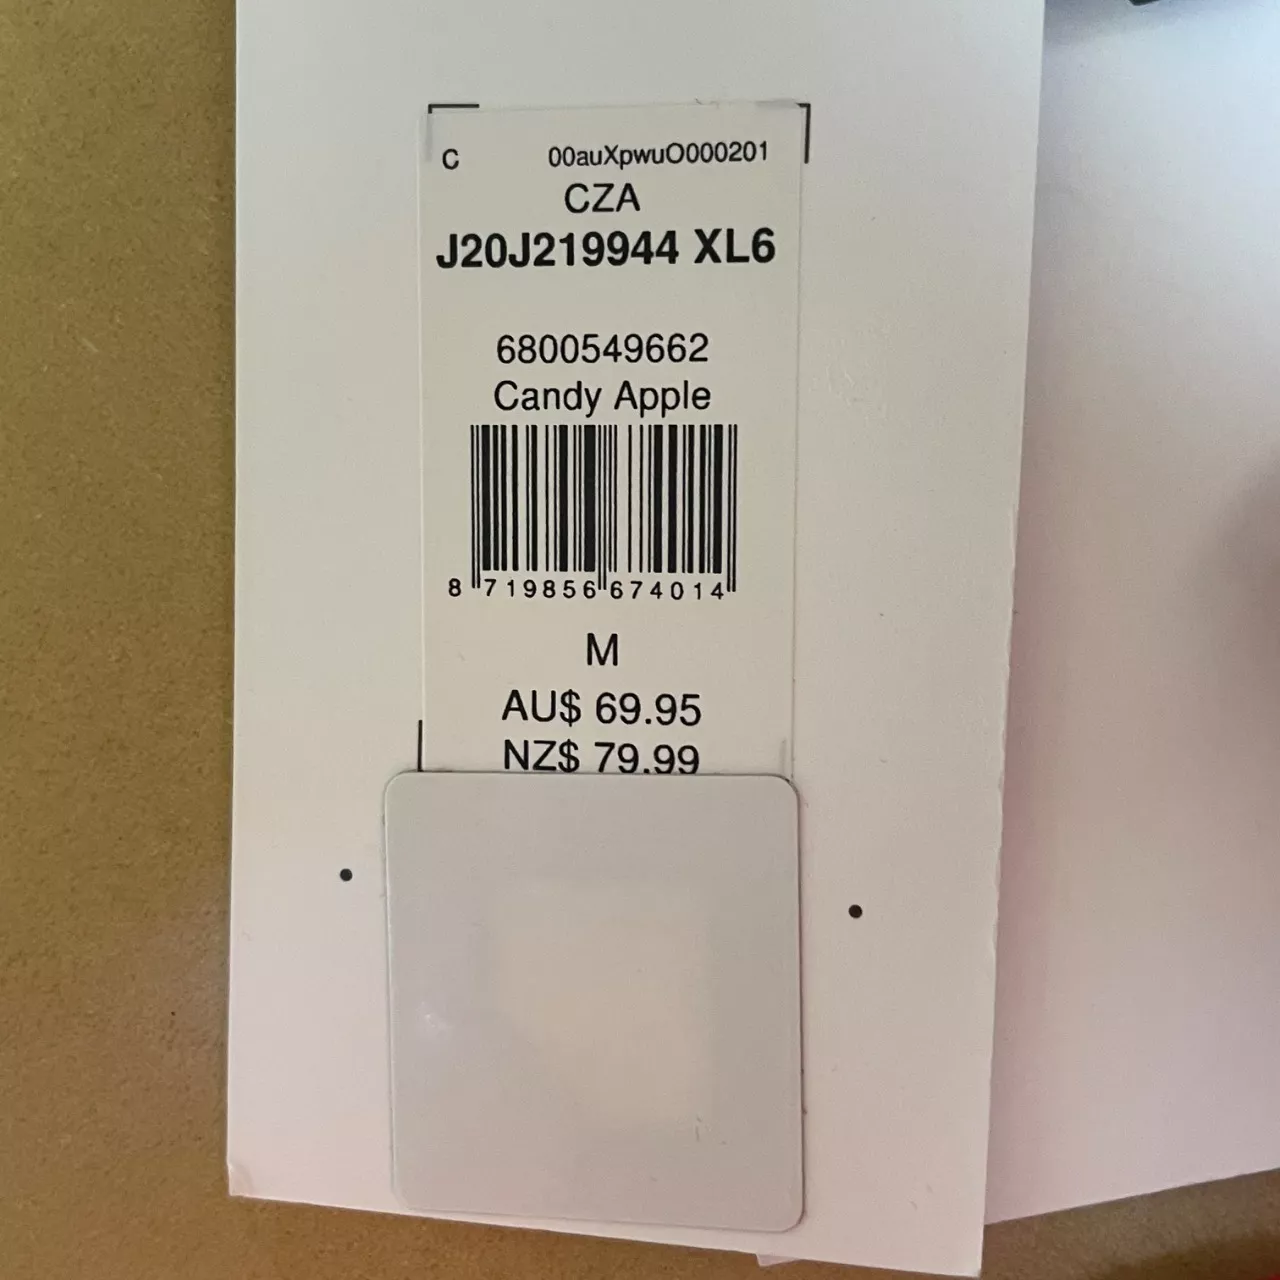 C 00auXpwuO000201
CZA
J20J219944 XL6
6800549662
Candy Apple
8 719856 674014
M
AU$ 69.95
NZ$ 79.99